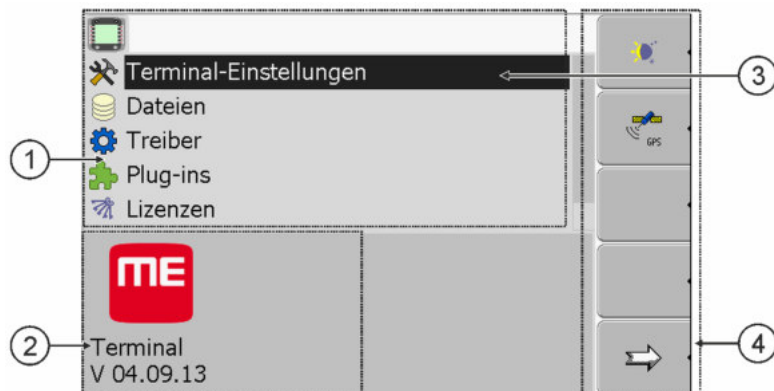 Terminal-Einstellungen
3
Dateien
GPS
Treiber
1
Plug-ins
Lizenzen
ME
2
Terminal
4
V 04.09.13